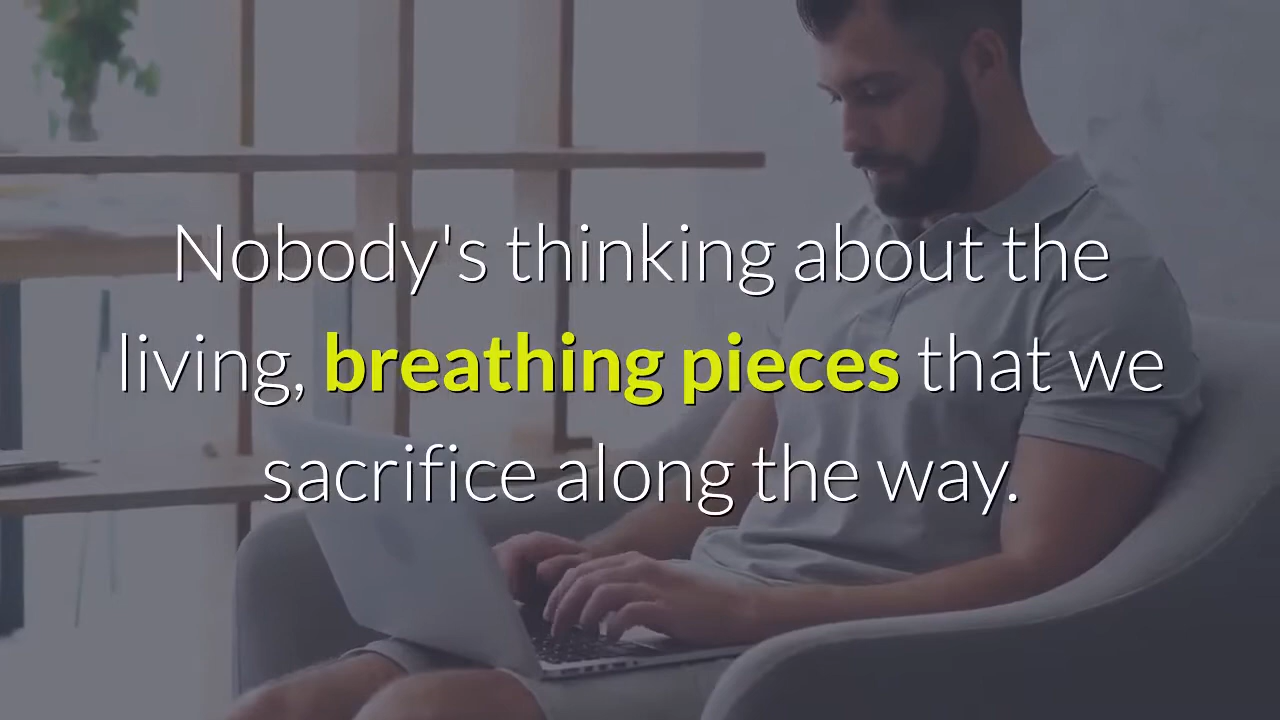 Nobody's thinking about the
living, breathing pieces that we
sacrifice along the way.